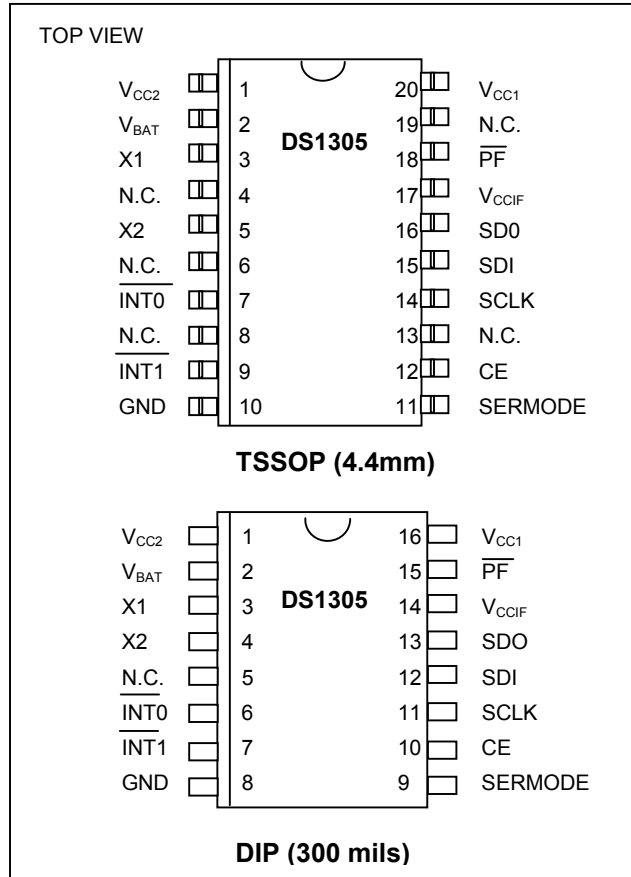 TOP VIEW
VCC2 1 20 VCC1
VBAT 2 19 N.C.
DS1305
X1 3 18 PF
N.C. 4 17 VCCIF
X2 5 16 SD0
N.C. 6 15 SDI
INT0 7 14 SCLK
N.C. 8 13 N.C.
INT1 9 12 CE
GND 10 11 SERMODE
TSSOP (4.4mm)
VCC2 1 16 VCC1
VBAT 2 15 PF
X1 3 DS1305 14 VCCIF
X2 4 13 SDO
N.C. 5 12 SDI
INT0 6 11 SCLK
INT1 7 10 CE
GND 8 9 SERMODE
DIP (300 mils)